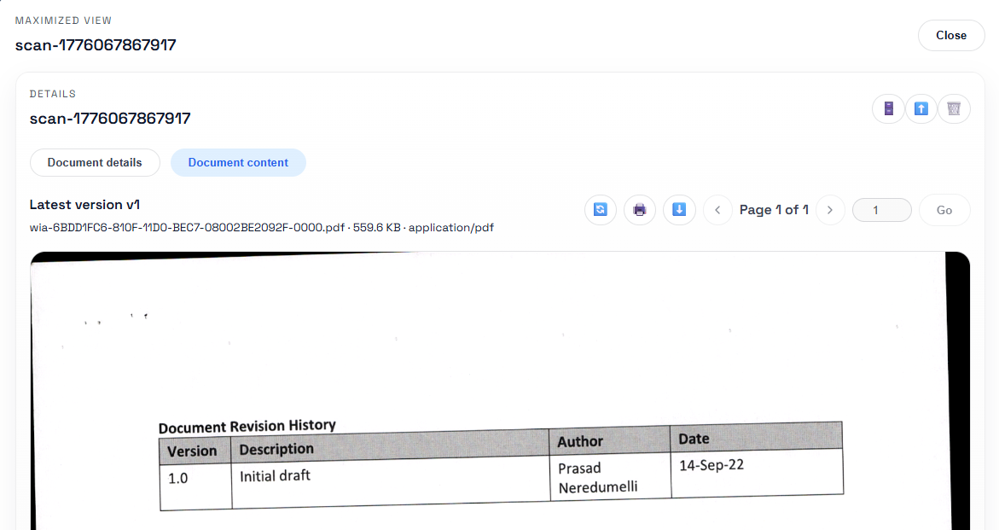 MAXIMIZED VIEW
scan-1776067867917
Close
DETAILS
scan-1776067867917
Document details
Document content
Latest version v1
Page 1 of 1
1
Go
wia-6BDD1FC6-810F-11D0-BEC7-08002BE2092F-0000.pdf · 559.6 KB · application/pdf
Document Revision History
Version Description Author Date
1.0 Initial draft Prasad 14-Sep-22
Neredumelli